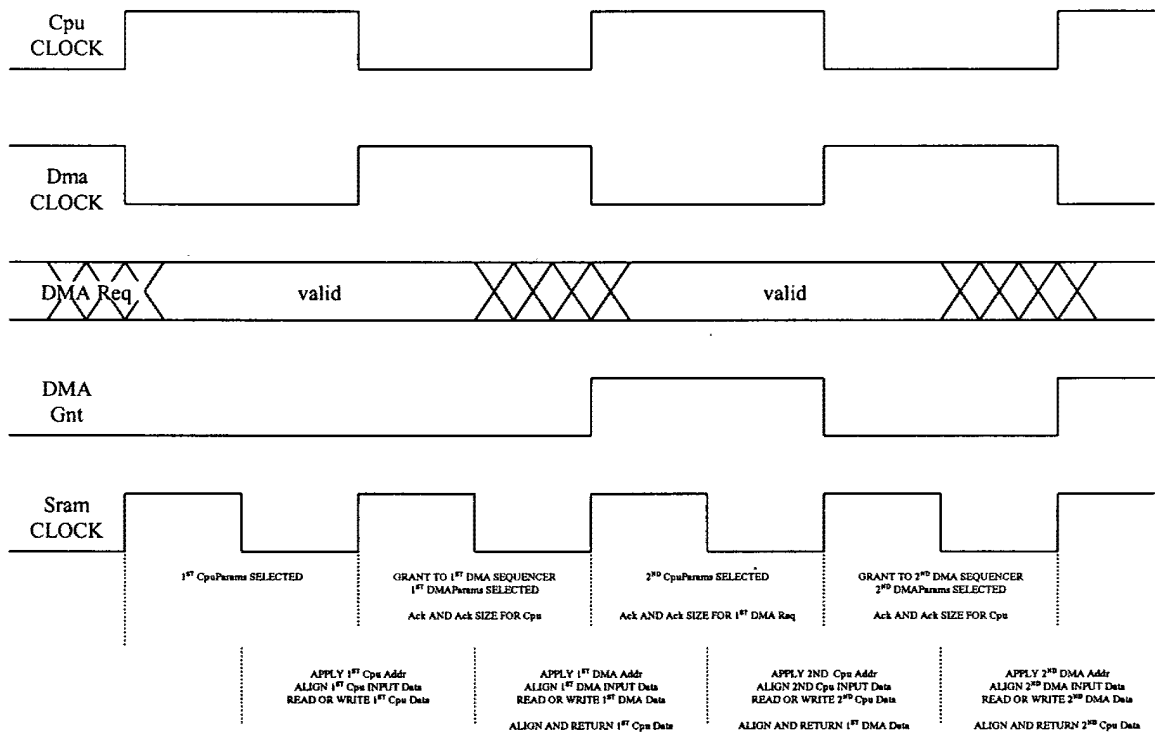 Cpu
CLOCK
Dma
CLOCK
DMA Req
valid
valid
DMA
Gnt
Sram
CLOCK
1ST CpuParams SELECTED
GRANT TO 1ST DMA SEQUENCER
1ST DMAParams SELECTED
Ack AND Ack SIZE FOR Cpu
2ND CpuParams SELECTED
Ack AND Ack SIZE FOR 1ST DMA Req
GRANT TO 2ND DMA SEQUENCER
2ND DMAParams SELECTED
Ack AND Ack SIZE FOR Cpu
APPLY 1ST Cpu Addr
ALIGN 1ST Cpu INPUT Data
READ OR WRITE 1ST Cpu Data
APPLY 1ST DMA Addr
ALIGN 1ST DMA INPUT Data
READ OR WRITE 1ST DMA Data
ALIGN AND RETURN 1ST Cpu Data
APPLY 2ND Cpu Addr
ALIGN 2ND Cpu INPUT Data
READ OR WRITE 2ND Cpu Data
ALIGN AND RETURN 1ST DMA Data
APPLY 2ND DMA Addr
ALIGN 2ND DMA INPUT Data
READ OR WRITE 2ND DMA Data
ALIGN AND RETURN 2ND Cpu Data